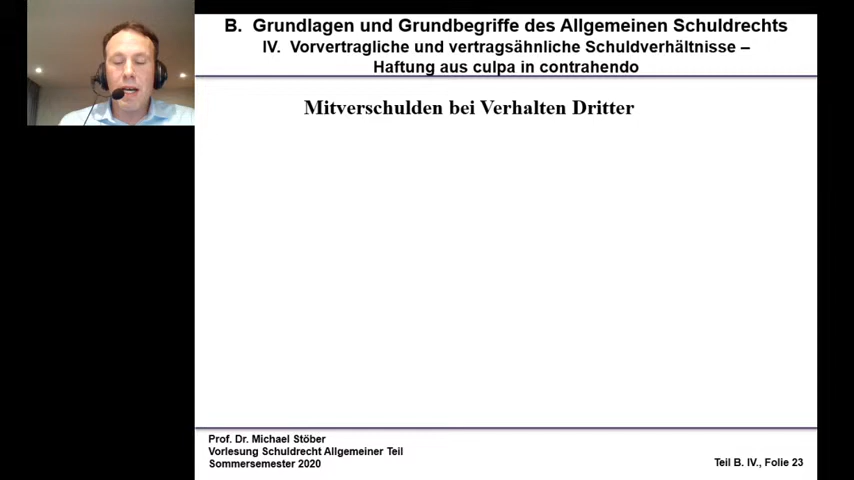 B. Grundlagen und Grundbegriffe des Allgemeinen Schuldrechts
IV. Vorvertragliche und vertragsähnliche Schuldverhältnisse –
Haftung aus culpa in contrahendo
Mitverschulden bei Verhalten Dritter
Prof. Dr. Michael Stöber
Vorlesung Schuldrecht Allgemeiner Teil
Sommersemester 2020
Teil B. IV., Folie 23